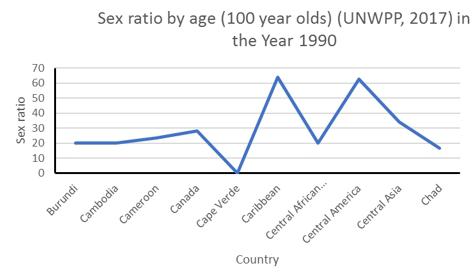 Sex ratio by age (100 year olds) (UNWPP, 2017) in
the Year 1990
70
60
50
40
30
20
10
0
Sex ratio
Burundi
Cambodia
Cameroon
Canada
Cape Verde
Caribbean
Central African...
Central America
Central Asia
Chad
Country